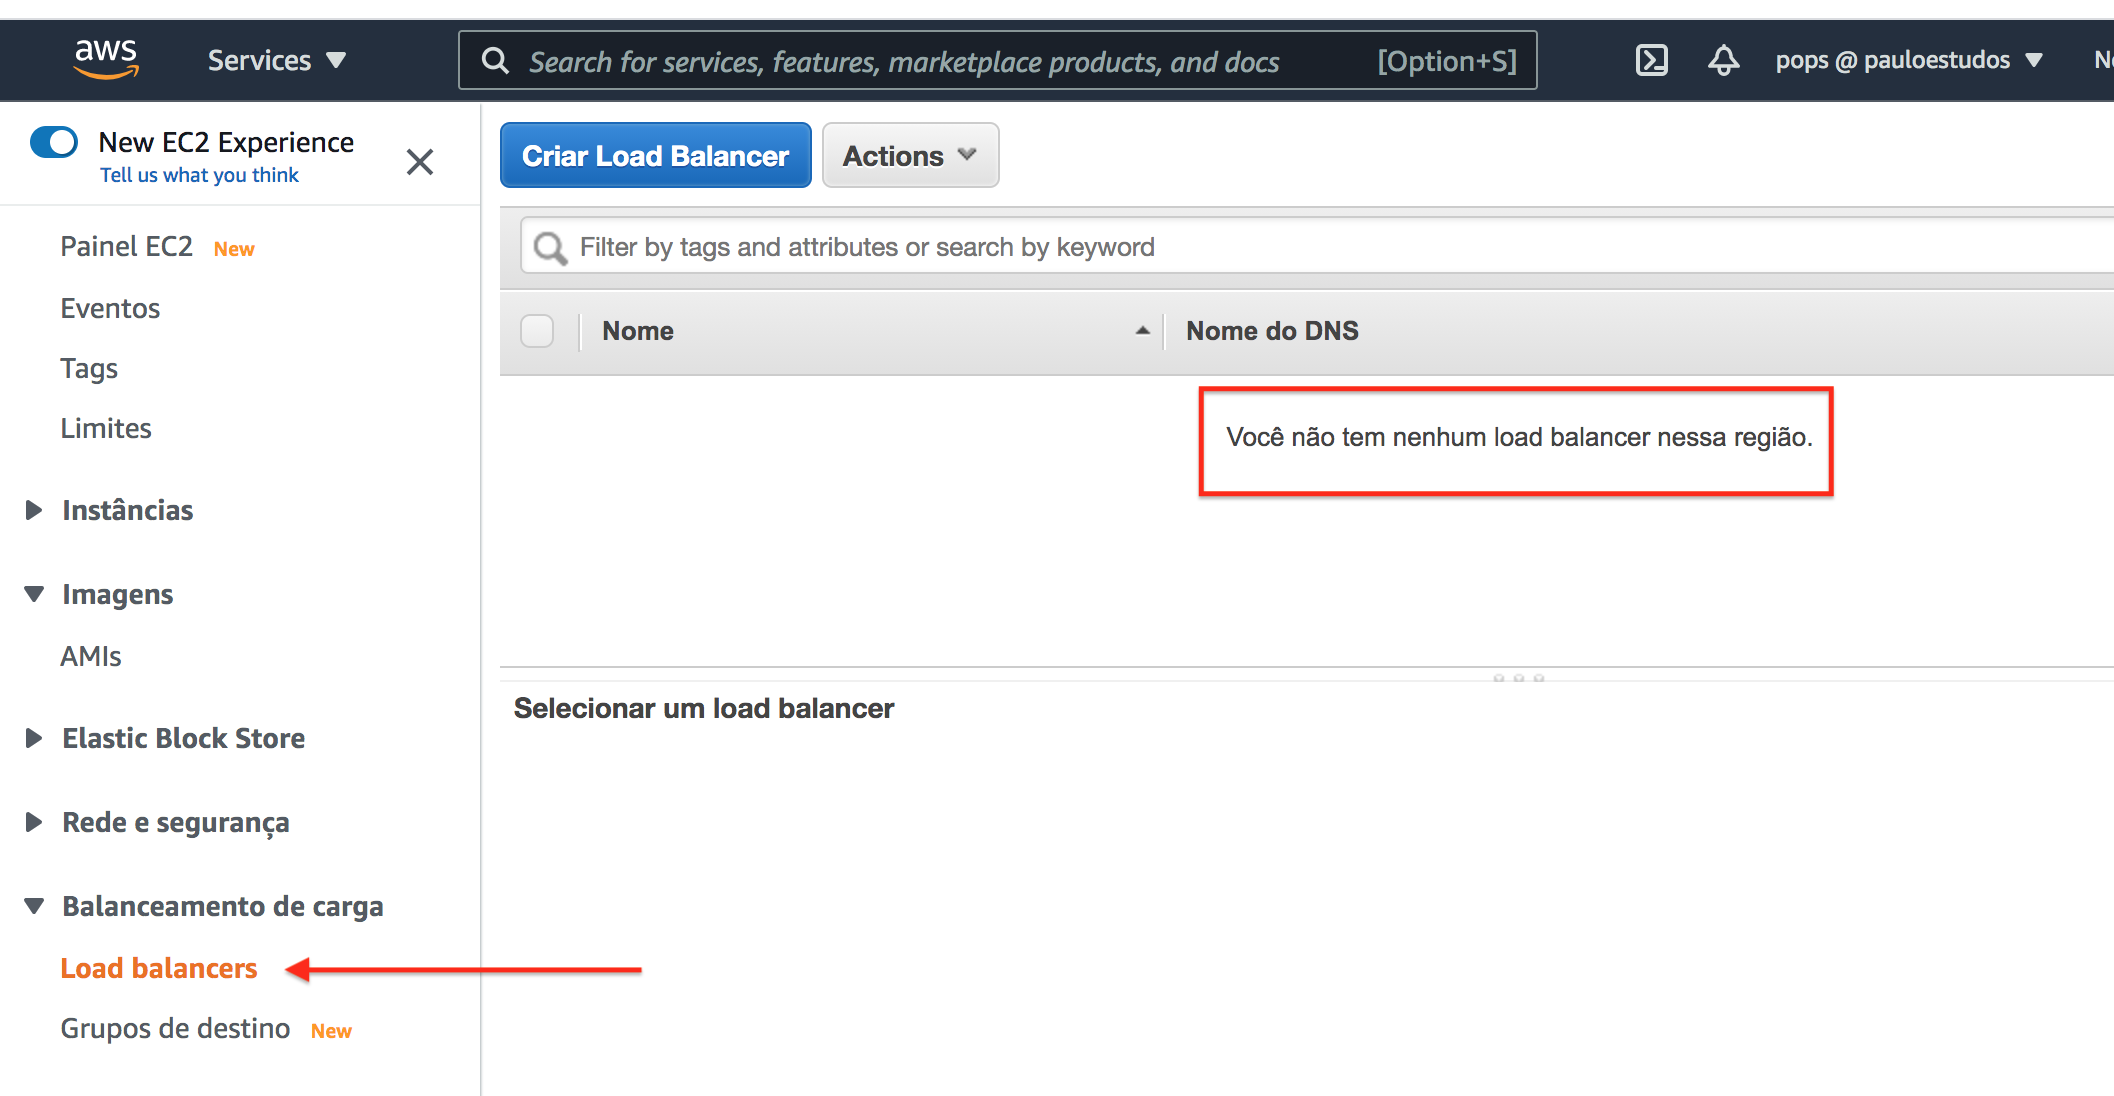 aws
Services
Search for services, features, marketplace products, and docs
[Option+S]
pops @ pauloestudos
New EC2 Experience
Tell us what you think
Painel EC2 New
Eventos
Tags
Limites
Instâncias
Imagens
AMIs
Elastic Block Store
Rede e segurança
Balanceamento de carga
Load balancers
Grupos de destino New
Criar Load Balancer
Actions
Filter by tags and attributes or search by keyword
Nome
Nome do DNS
Você não tem nenhum load balancer nessa região.
Selecionar um load balancer